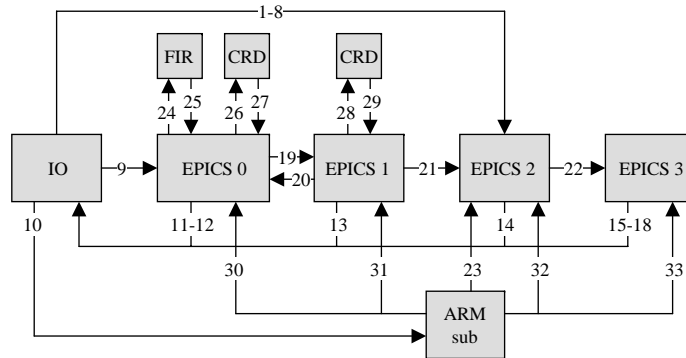 1-8
FIR
CRD
CRD
24
25
26
27
28
29
IO
9
EPICS 0
19
20
EPICS 1
21
EPICS 2
22
EPICS 3
10
11-12
13
14
15-18
30
31
23
32
33
ARM
sub